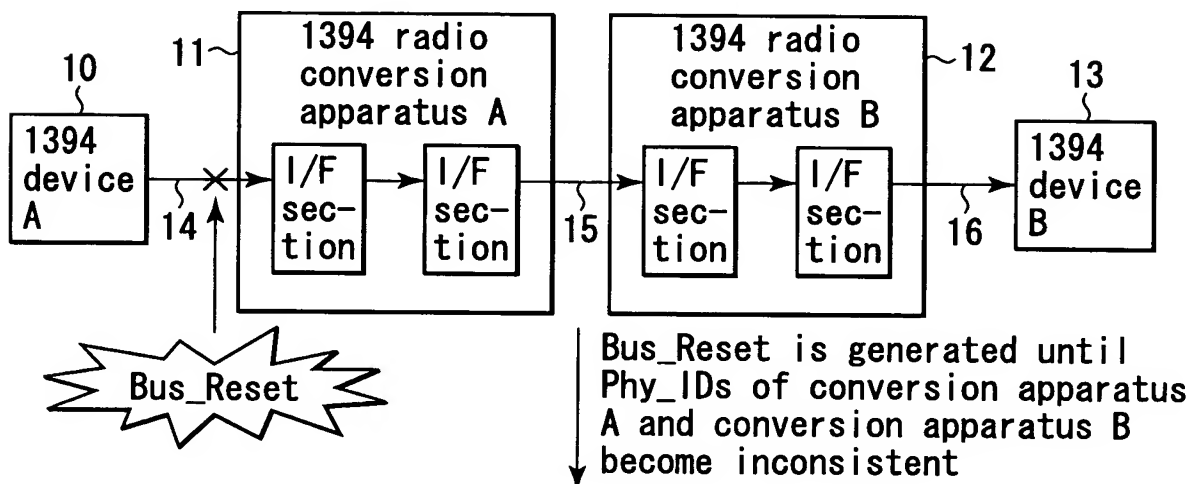 11
1394 radio
conversion
apparatus A
1394 radio
conversion
apparatus B
12
10
1394
device
A
14
I/F
sec-
tion
I/F
sec-
tion
15
I/F
sec-
tion
I/F
sec-
tion
16
13
1394
device
B
Bus_Reset
Bus_Reset is generated until
Phy_IDs of conversion apparatus
A and conversion apparatus B
become inconsistent